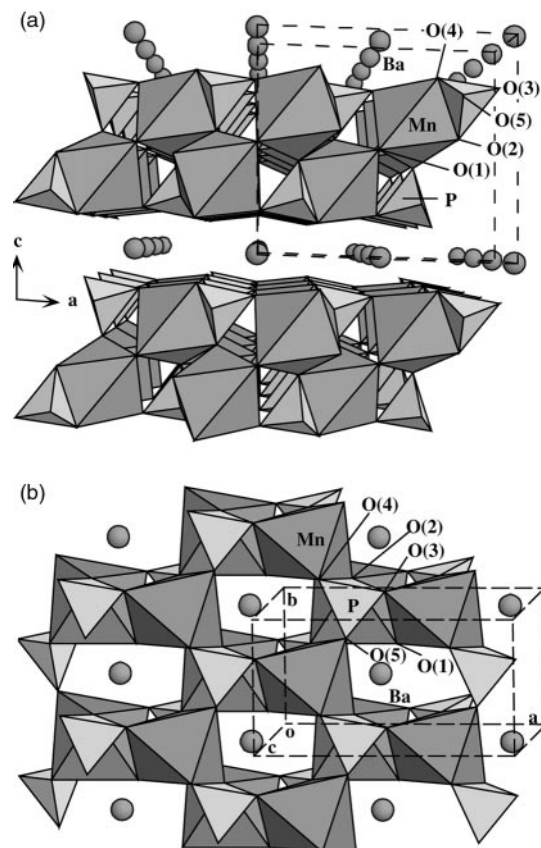 (a)
O(4)
Ba
O(3)
O(5)
Mn
O(2)
O(1)
P
c
a
(b)
O(4)
O(2)
Mn
O(3)
b
P
O(5)
O(1)
Ba
a
o
c